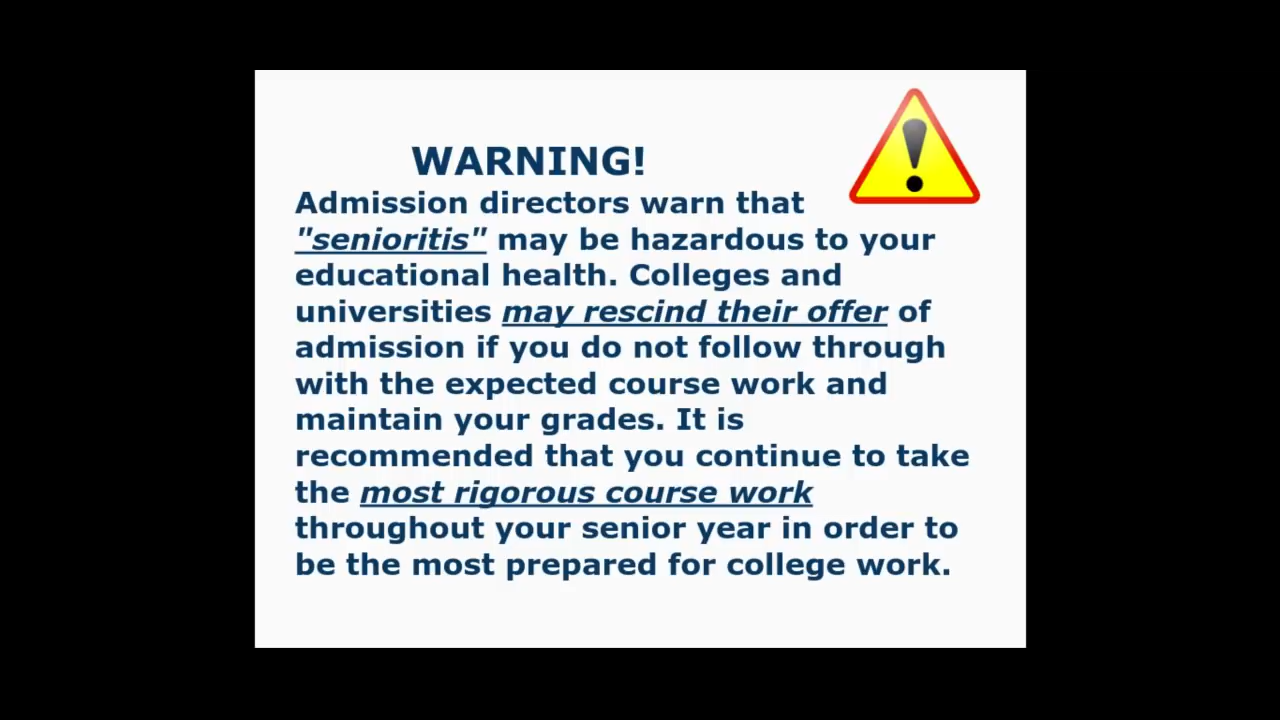 WARNING!
Admission directors warn that
"senioritis" may be hazardous to your
educational health. Colleges and
universities may rescind their offer of
admission if you do not follow through
with the expected course work and
maintain your grades. It is
recommended that you continue to take
the most rigorous course work
throughout your senior year in order to
be the most prepared for college work.